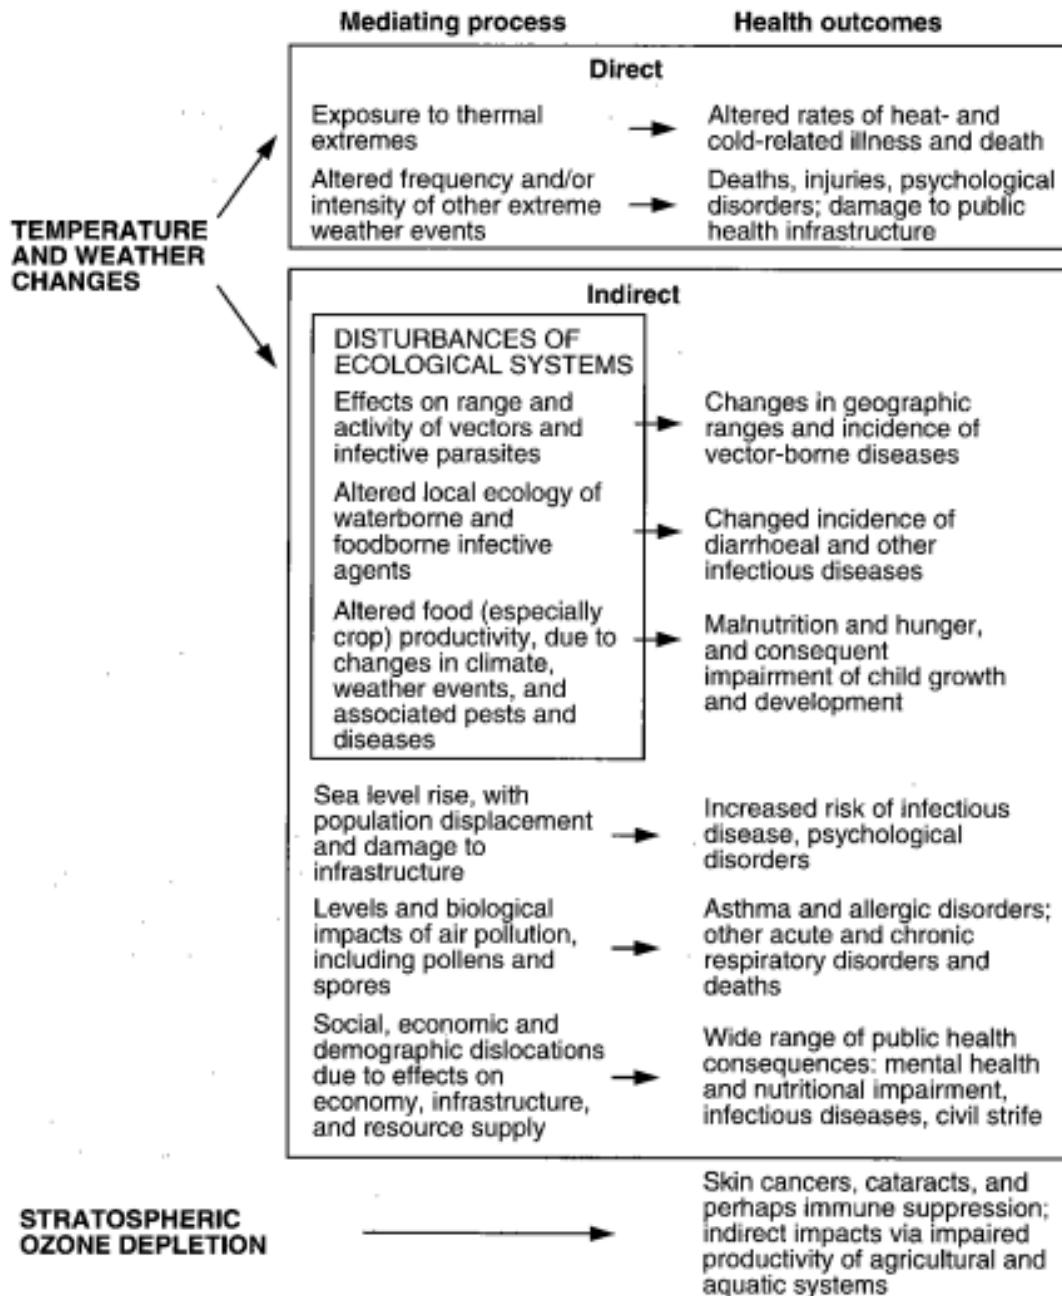 Mediating process
Health outcomes
Direct
Exposure to thermal
extremes
Altered rates of heat- and
cold-related illness and death
Altered frequency and/or
intensity of other extreme
weather events
Deaths, injuries, psychological
disorders; damage to public
health infrastructure
TEMPERATURE
AND WEATHER
CHANGES
Indirect
DISTURBANCES OF
ECOLOGICAL SYSTEMS
Effects on range and
activity of vectors and
infective parasites
Changes in geographic
ranges and incidence of
vector-borne diseases
Altered local ecology of
waterborne and
foodborne infective
agents
Changed incidence of
diarrhoeal and other
infectious diseases
Altered food (especially
crop) productivity, due to
changes in climate,
weather events, and
associated pests and
diseases
Malnutrition and hunger,
and consequent
impairment of child growth
and development
Sea level rise, with
population displacement
and damage to
infrastructure
Increased risk of infectious
disease, psychological
disorders
Levels and biological
impacts of air pollution,
including pollens and
spores
Asthma and allergic disorders;
other acute and chronic
respiratory disorders and
deaths
Social, economic and
demographic dislocations
due to effects on
economy, infrastructure,
and resource supply
Wide range of public health
consequences: mental health
and nutritional impairment,
infectious diseases, civil strife
STRATOSPHERIC
OZONE DEPLETION
Skin cancers, cataracts, and
perhaps immune suppression;
indirect impacts via impaired
productivity of agricultural and
aquatic systems